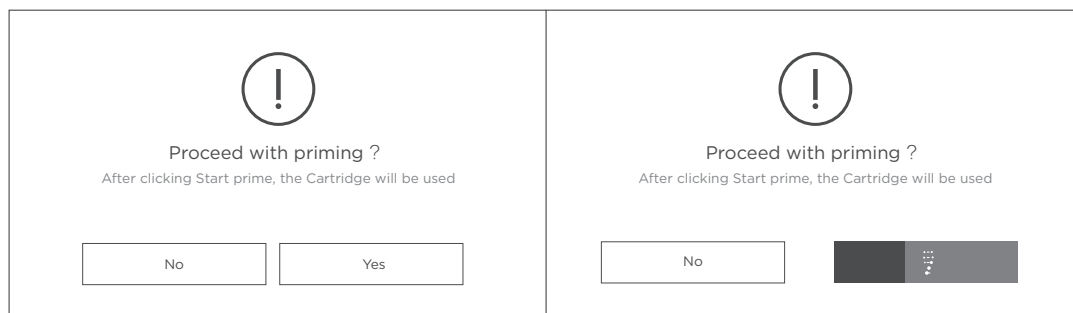 Proceed with priming ?
After clicking Start prime, the Cartridge will be used
No
Yes
Proceed with priming ?
After clicking Start prime, the Cartridge will be used
No